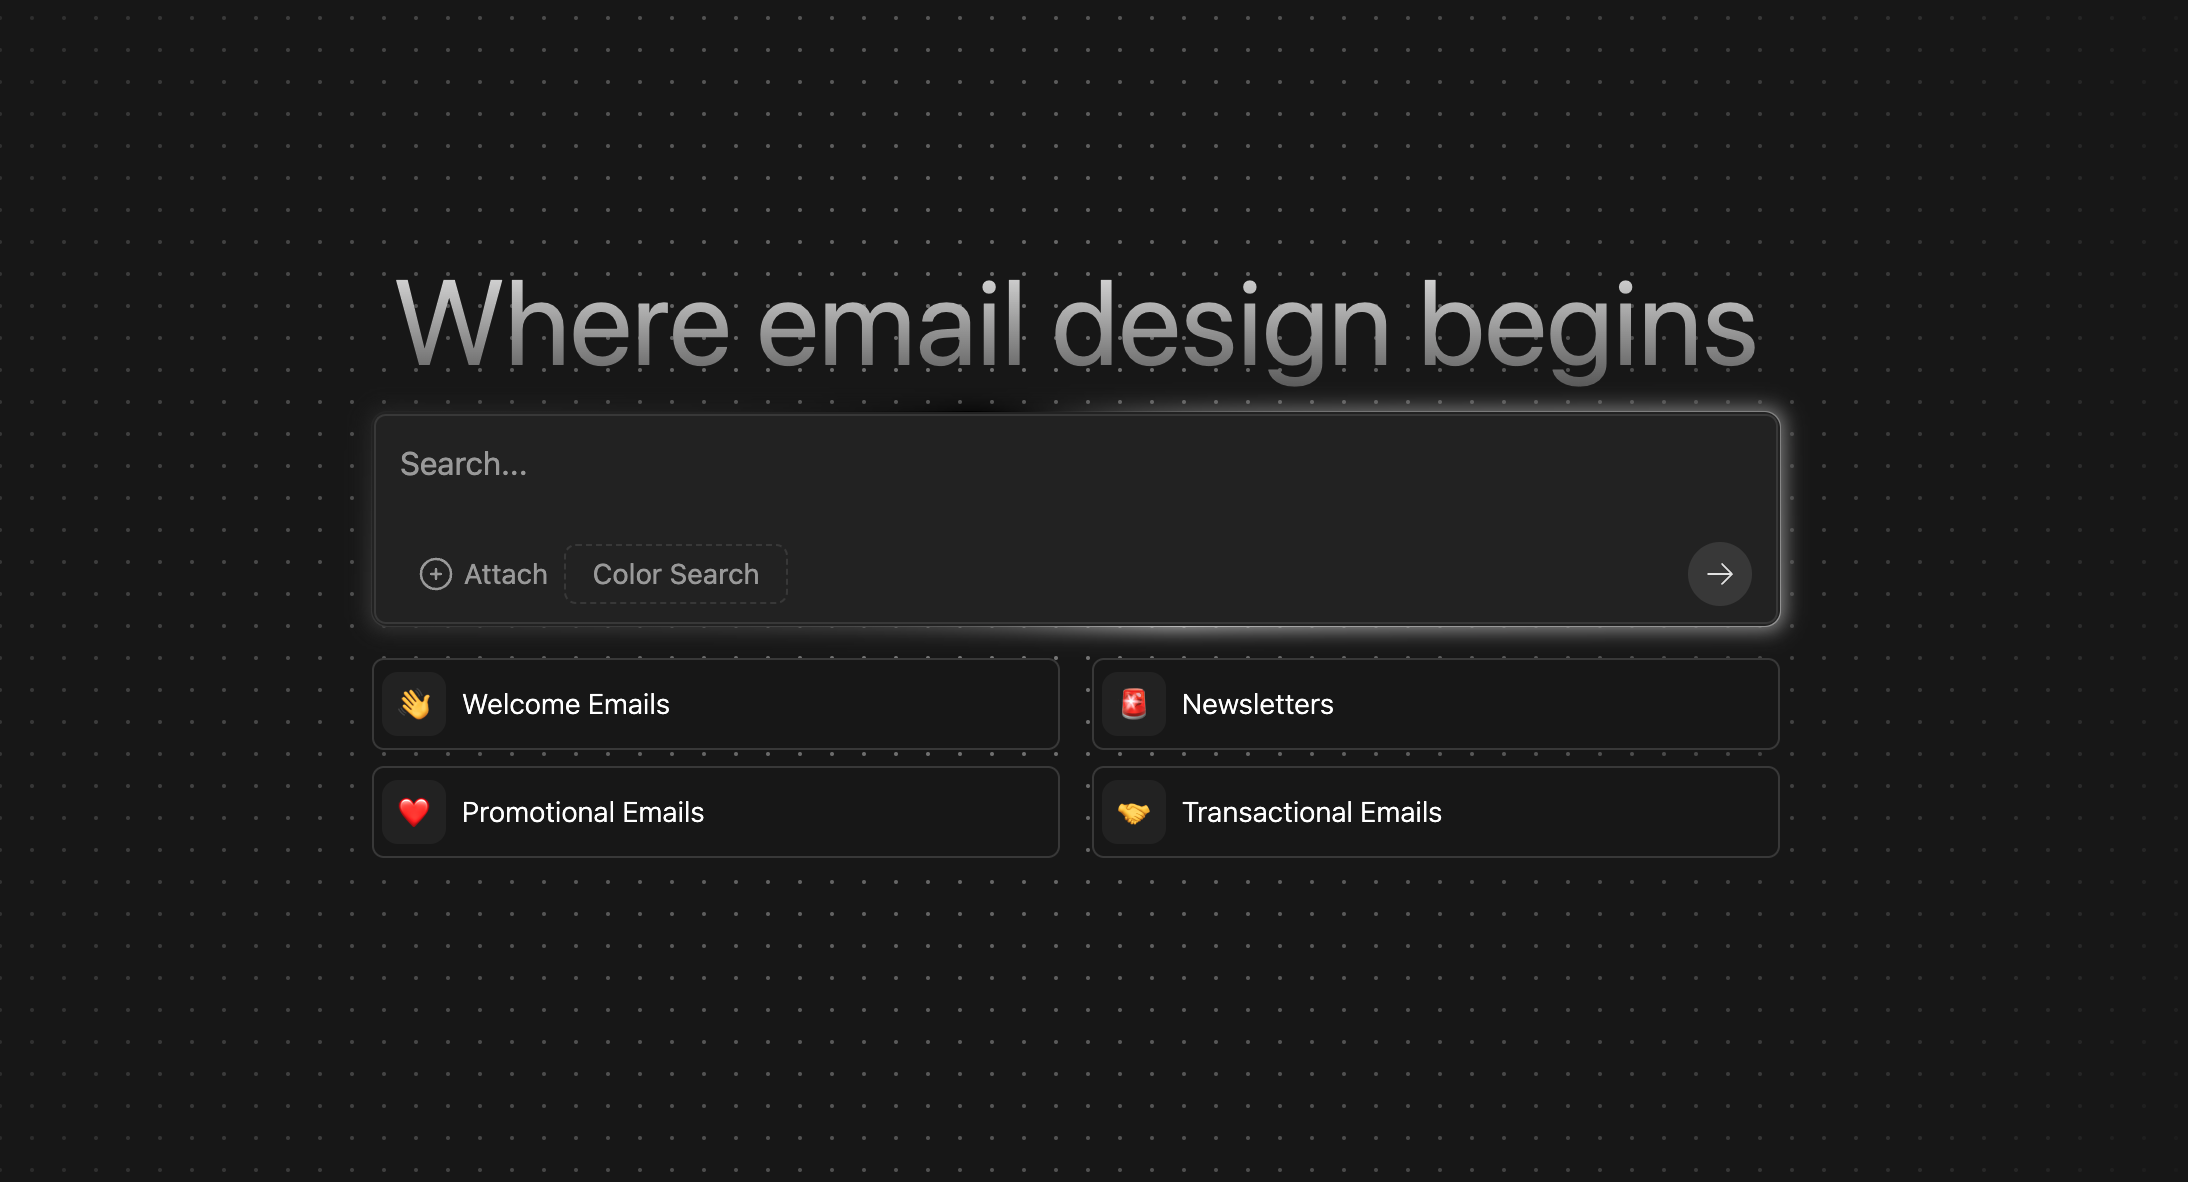 Where email design begins
Search...
Attach
Color Search
Welcome Emails
Newsletters
Promotional Emails
Transactional Emails